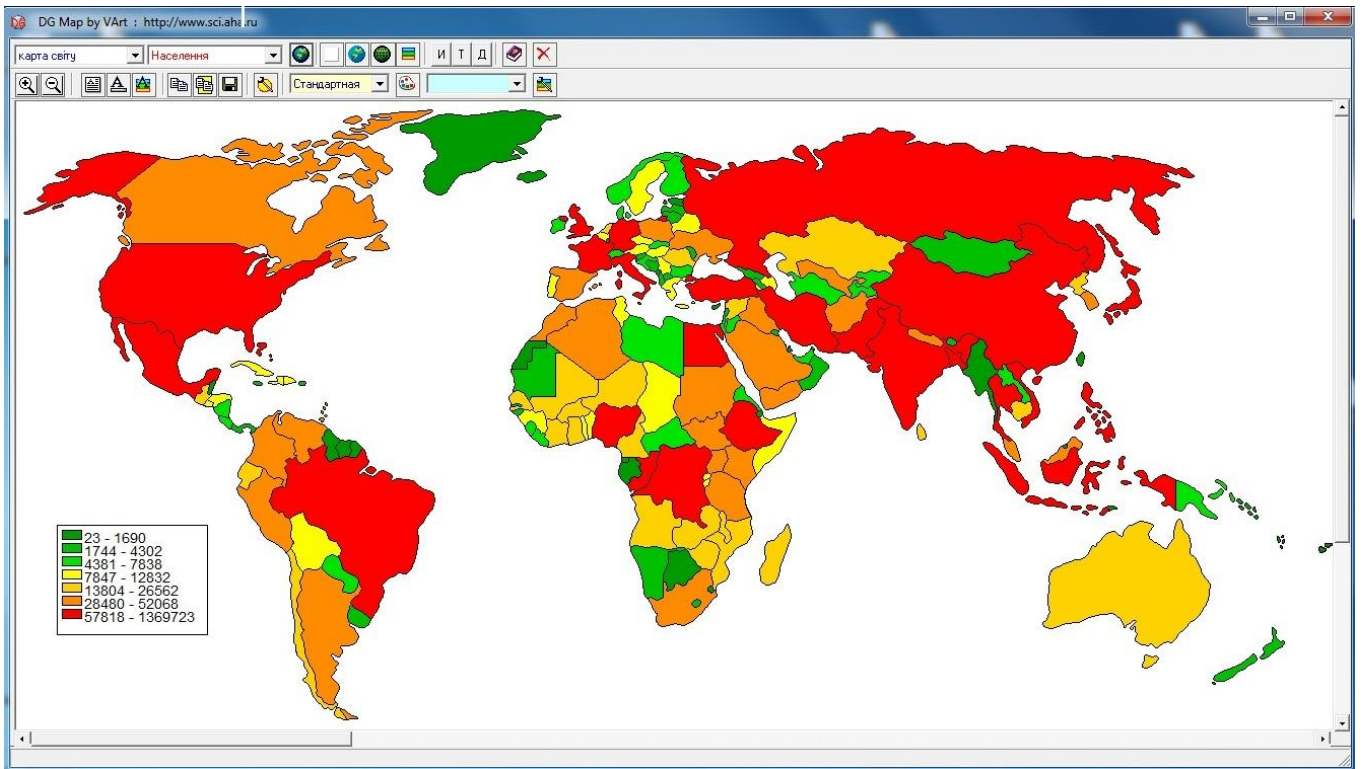 DG Map by VArt : http://www.sci.aha.ru
карта світу Населення И Т Д
Стандартная
23 - 1690
1744 - 4302
4381 - 7838
7847 - 12832
13804 - 26562
28480 - 52068
57818 - 1369723